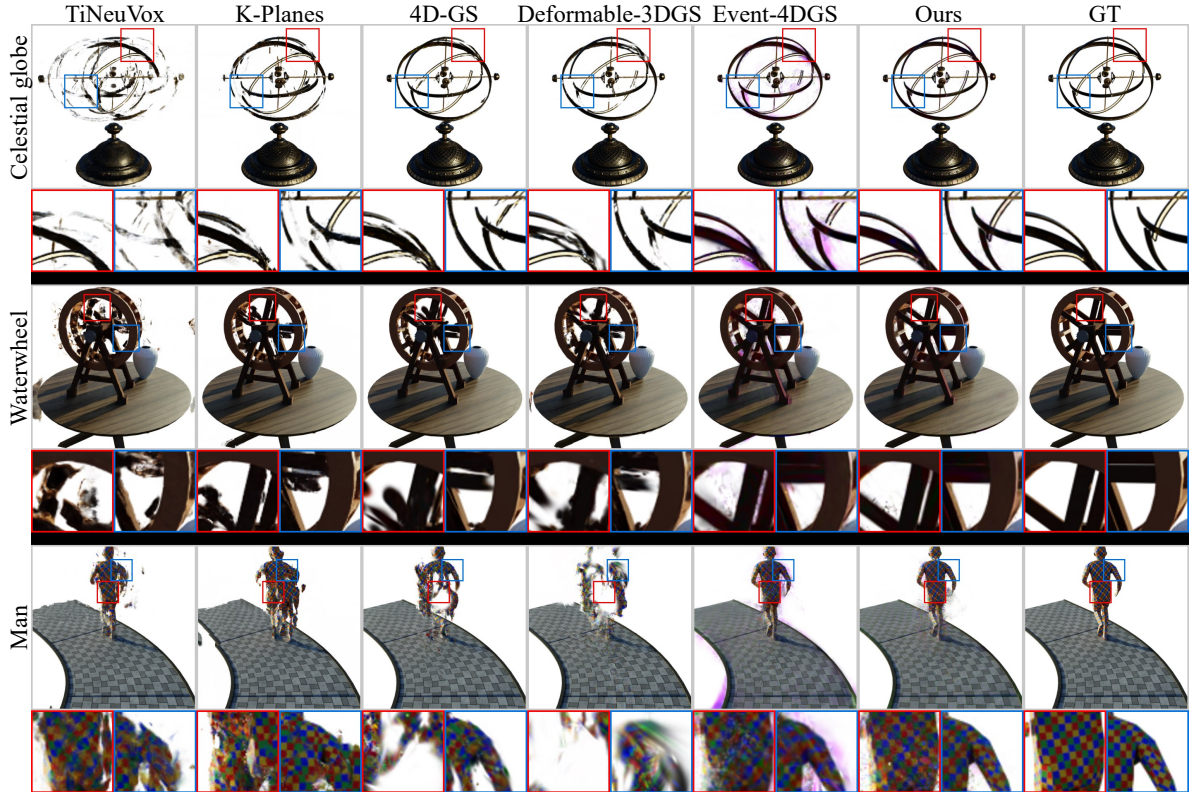 TiNeuVox K-Planes 4D-GS Deformable-3DGS Event-4DGS Ours GT
Celestial globe
Waterwheel
Man